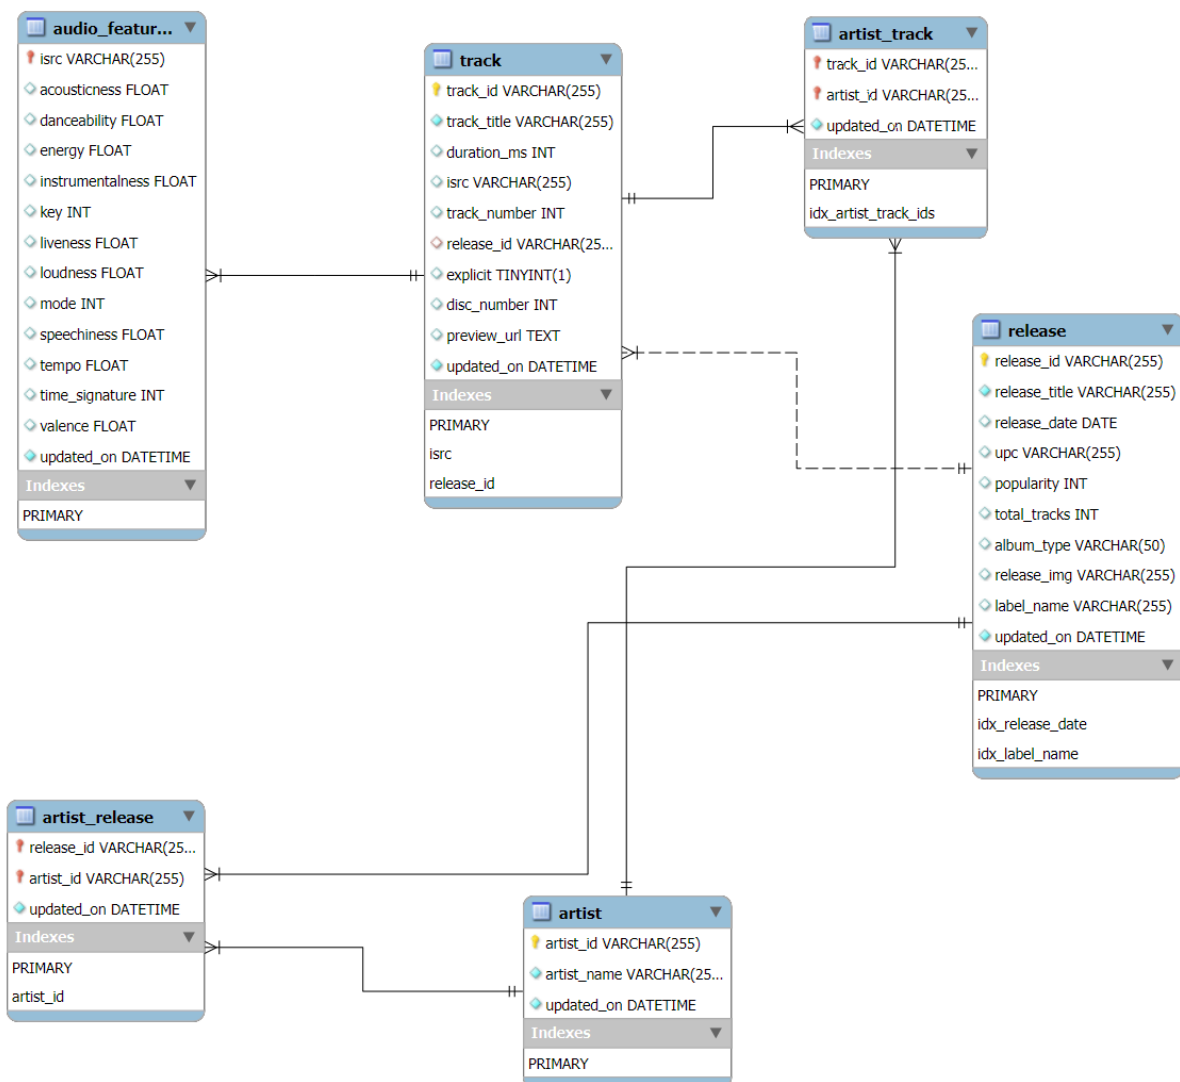 audio_featur...
isrc VARCHAR(255)
acousticness FLOAT
danceability FLOAT
energy FLOAT
instrumentalness FLOAT
key INT
liveness FLOAT
loudness FLOAT
mode INT
speechiness FLOAT
tempo FLOAT
time_signature INT
valence FLOAT
updated_on DATETIME
Indexes
PRIMARY
track
track_id VARCHAR(255)
track_title VARCHAR(255)
duration_ms INT
isrc VARCHAR(255)
track_number INT
release_id VARCHAR(25...
explicit TINYINT(1)
disc_number INT
preview_url TEXT
updated_on DATETIME
Indexes
PRIMARY
isrc
release_id
artist_track
track_id VARCHAR(25...
artist_id VARCHAR(25...
updated_on DATETIME
Indexes
PRIMARY
idx_artist_track_ids
release
release_id VARCHAR(255)
release_title VARCHAR(255)
release_date DATE
upc VARCHAR(255)
popularity INT
total_tracks INT
album_type VARCHAR(50)
release_img VARCHAR(255)
label_name VARCHAR(255)
updated_on DATETIME
Indexes
PRIMARY
idx_release_date
idx_label_name
artist_release
release_id VARCHAR(25...
artist_id VARCHAR(255)
updated_on DATETIME
Indexes
PRIMARY
artist_id
artist
artist_id VARCHAR(255)
artist_name VARCHAR(25...
updated_on DATETIME
Indexes
PRIMARY